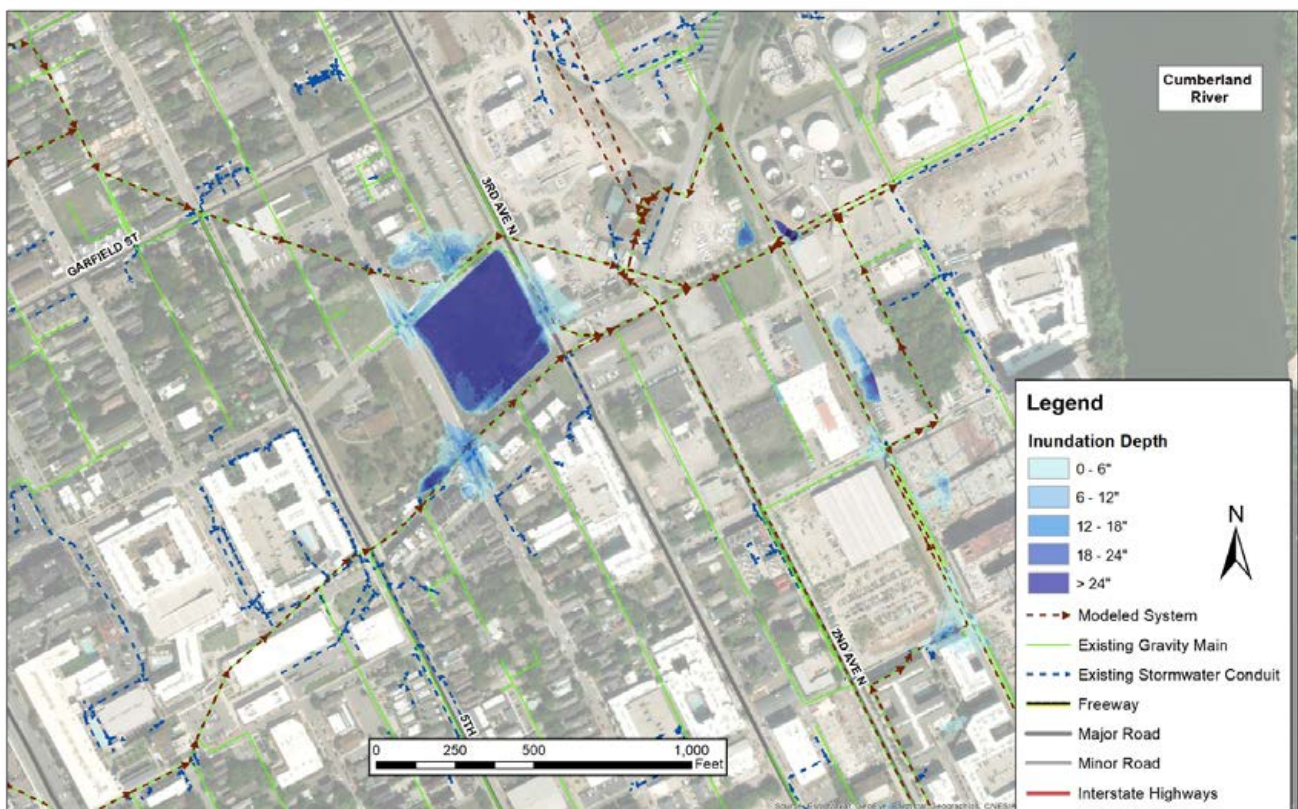 Cumberland
River
3RD AVE N
GARFIELD ST
2ND AVE N
5TH
Legend
Inundation Depth
0 - 6"
6 - 12"
12 - 18"
18 - 24"
> 24"
N
Modeled System
Existing Gravity Main
Existing Stormwater Conduit
Freeway
Major Road
Minor Road
Interstate Highways
0 250 500 1,000
Feet